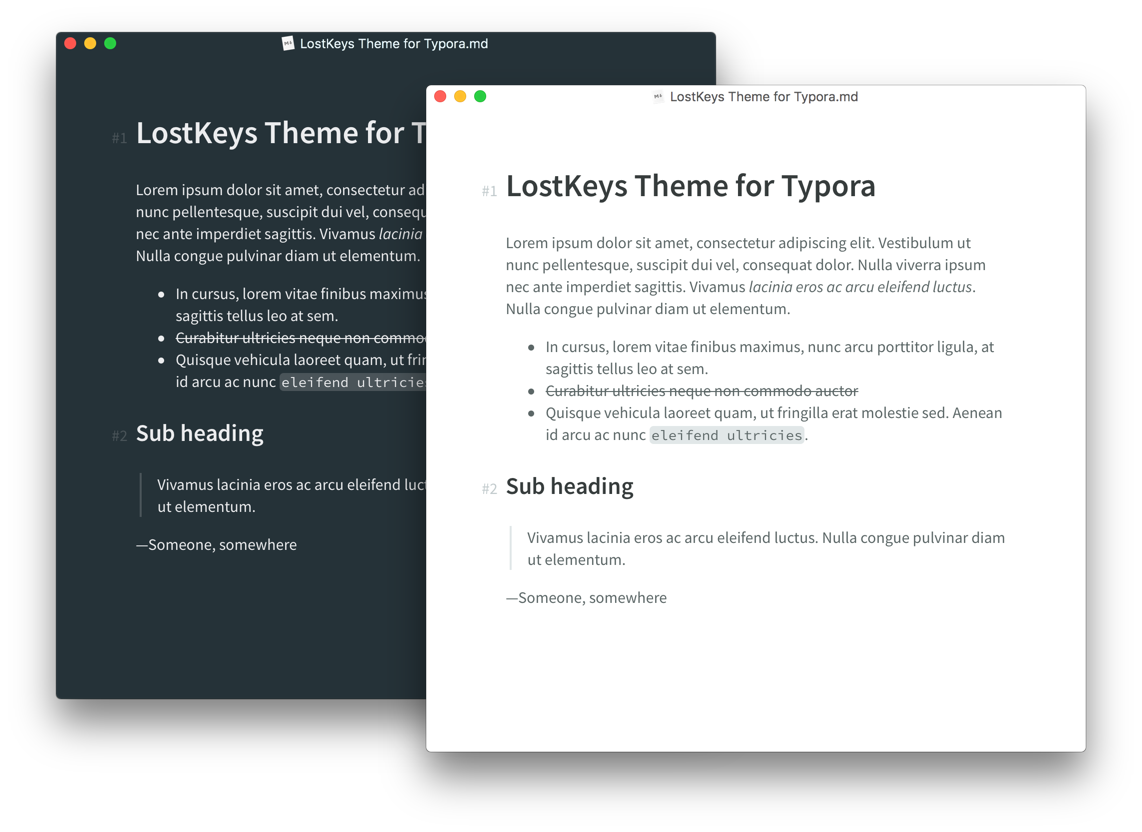 LostKeys Theme for Typora.md
#1 LostKeys Theme for T
Lorem ipsum dolor sit amet, consectetur ad
nunc pellentesque, suscipit dui vel, consequ
nec ante imperdiet sagittis. Vivamus lacinia
Nulla congue pulvinar diam ut elementum.
• In cursus, lorem vitae finibus maximus
sagittis tellus leo at sem.
• Curabitur ultricies neque non commo
• Quisque vehicula laoreet quam, ut frin
id arcu ac nunc eleifend ultricies
#2 Sub heading
Vivamus lacinia eros ac arcu eleifend luct
ut elementum.
—Someone, somewhere
LostKeys Theme for Typora.md
#1 LostKeys Theme for Typora
Lorem ipsum dolor sit amet, consectetur adipiscing elit. Vestibulum ut
nunc pellentesque, suscipit dui vel, consequat dolor. Nulla viverra ipsum
nec ante imperdiet sagittis. Vivamus lacinia eros ac arcu eleifend luctus.
Nulla congue pulvinar diam ut elementum.
• In cursus, lorem vitae finibus maximus, nunc arcu porttitor ligula, at
sagittis tellus leo at sem.
• Curabitur ultricies neque non commodo auctor
• Quisque vehicula laoreet quam, ut fringilla erat molestie sed. Aenean
id arcu ac nunc eleifend ultricies.
#2 Sub heading
Vivamus lacinia eros ac arcu eleifend luctus. Nulla congue pulvinar diam
ut elementum.
—Someone, somewhere